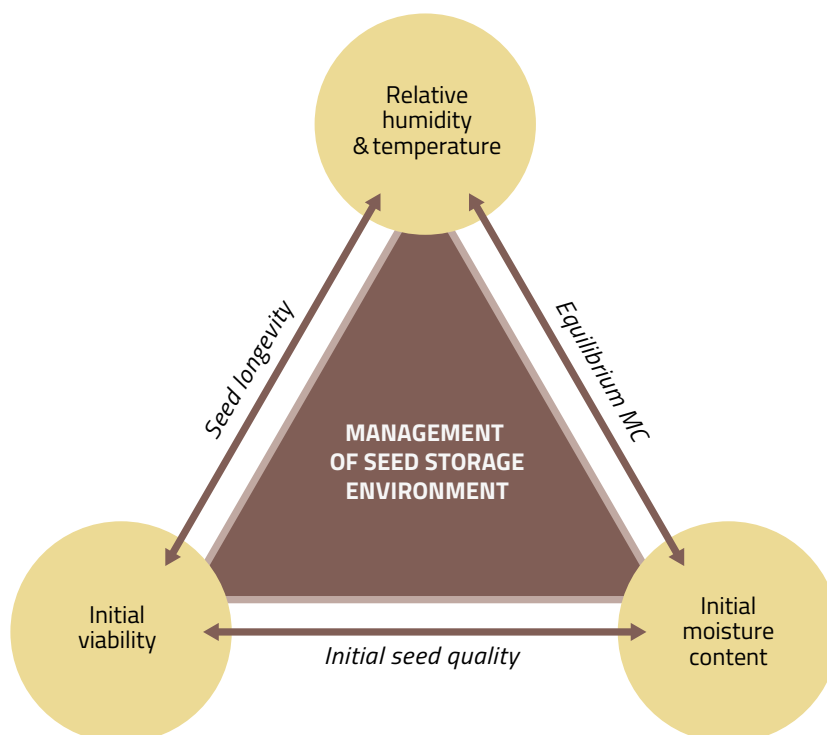 Relative
humidity
& temperature
Seed longevity
Equilibrium MC
MANAGEMENT
OF SEED STORAGE
ENVIRONMENT
Initial
viability
Initial seed quality
Initial
moisture
content